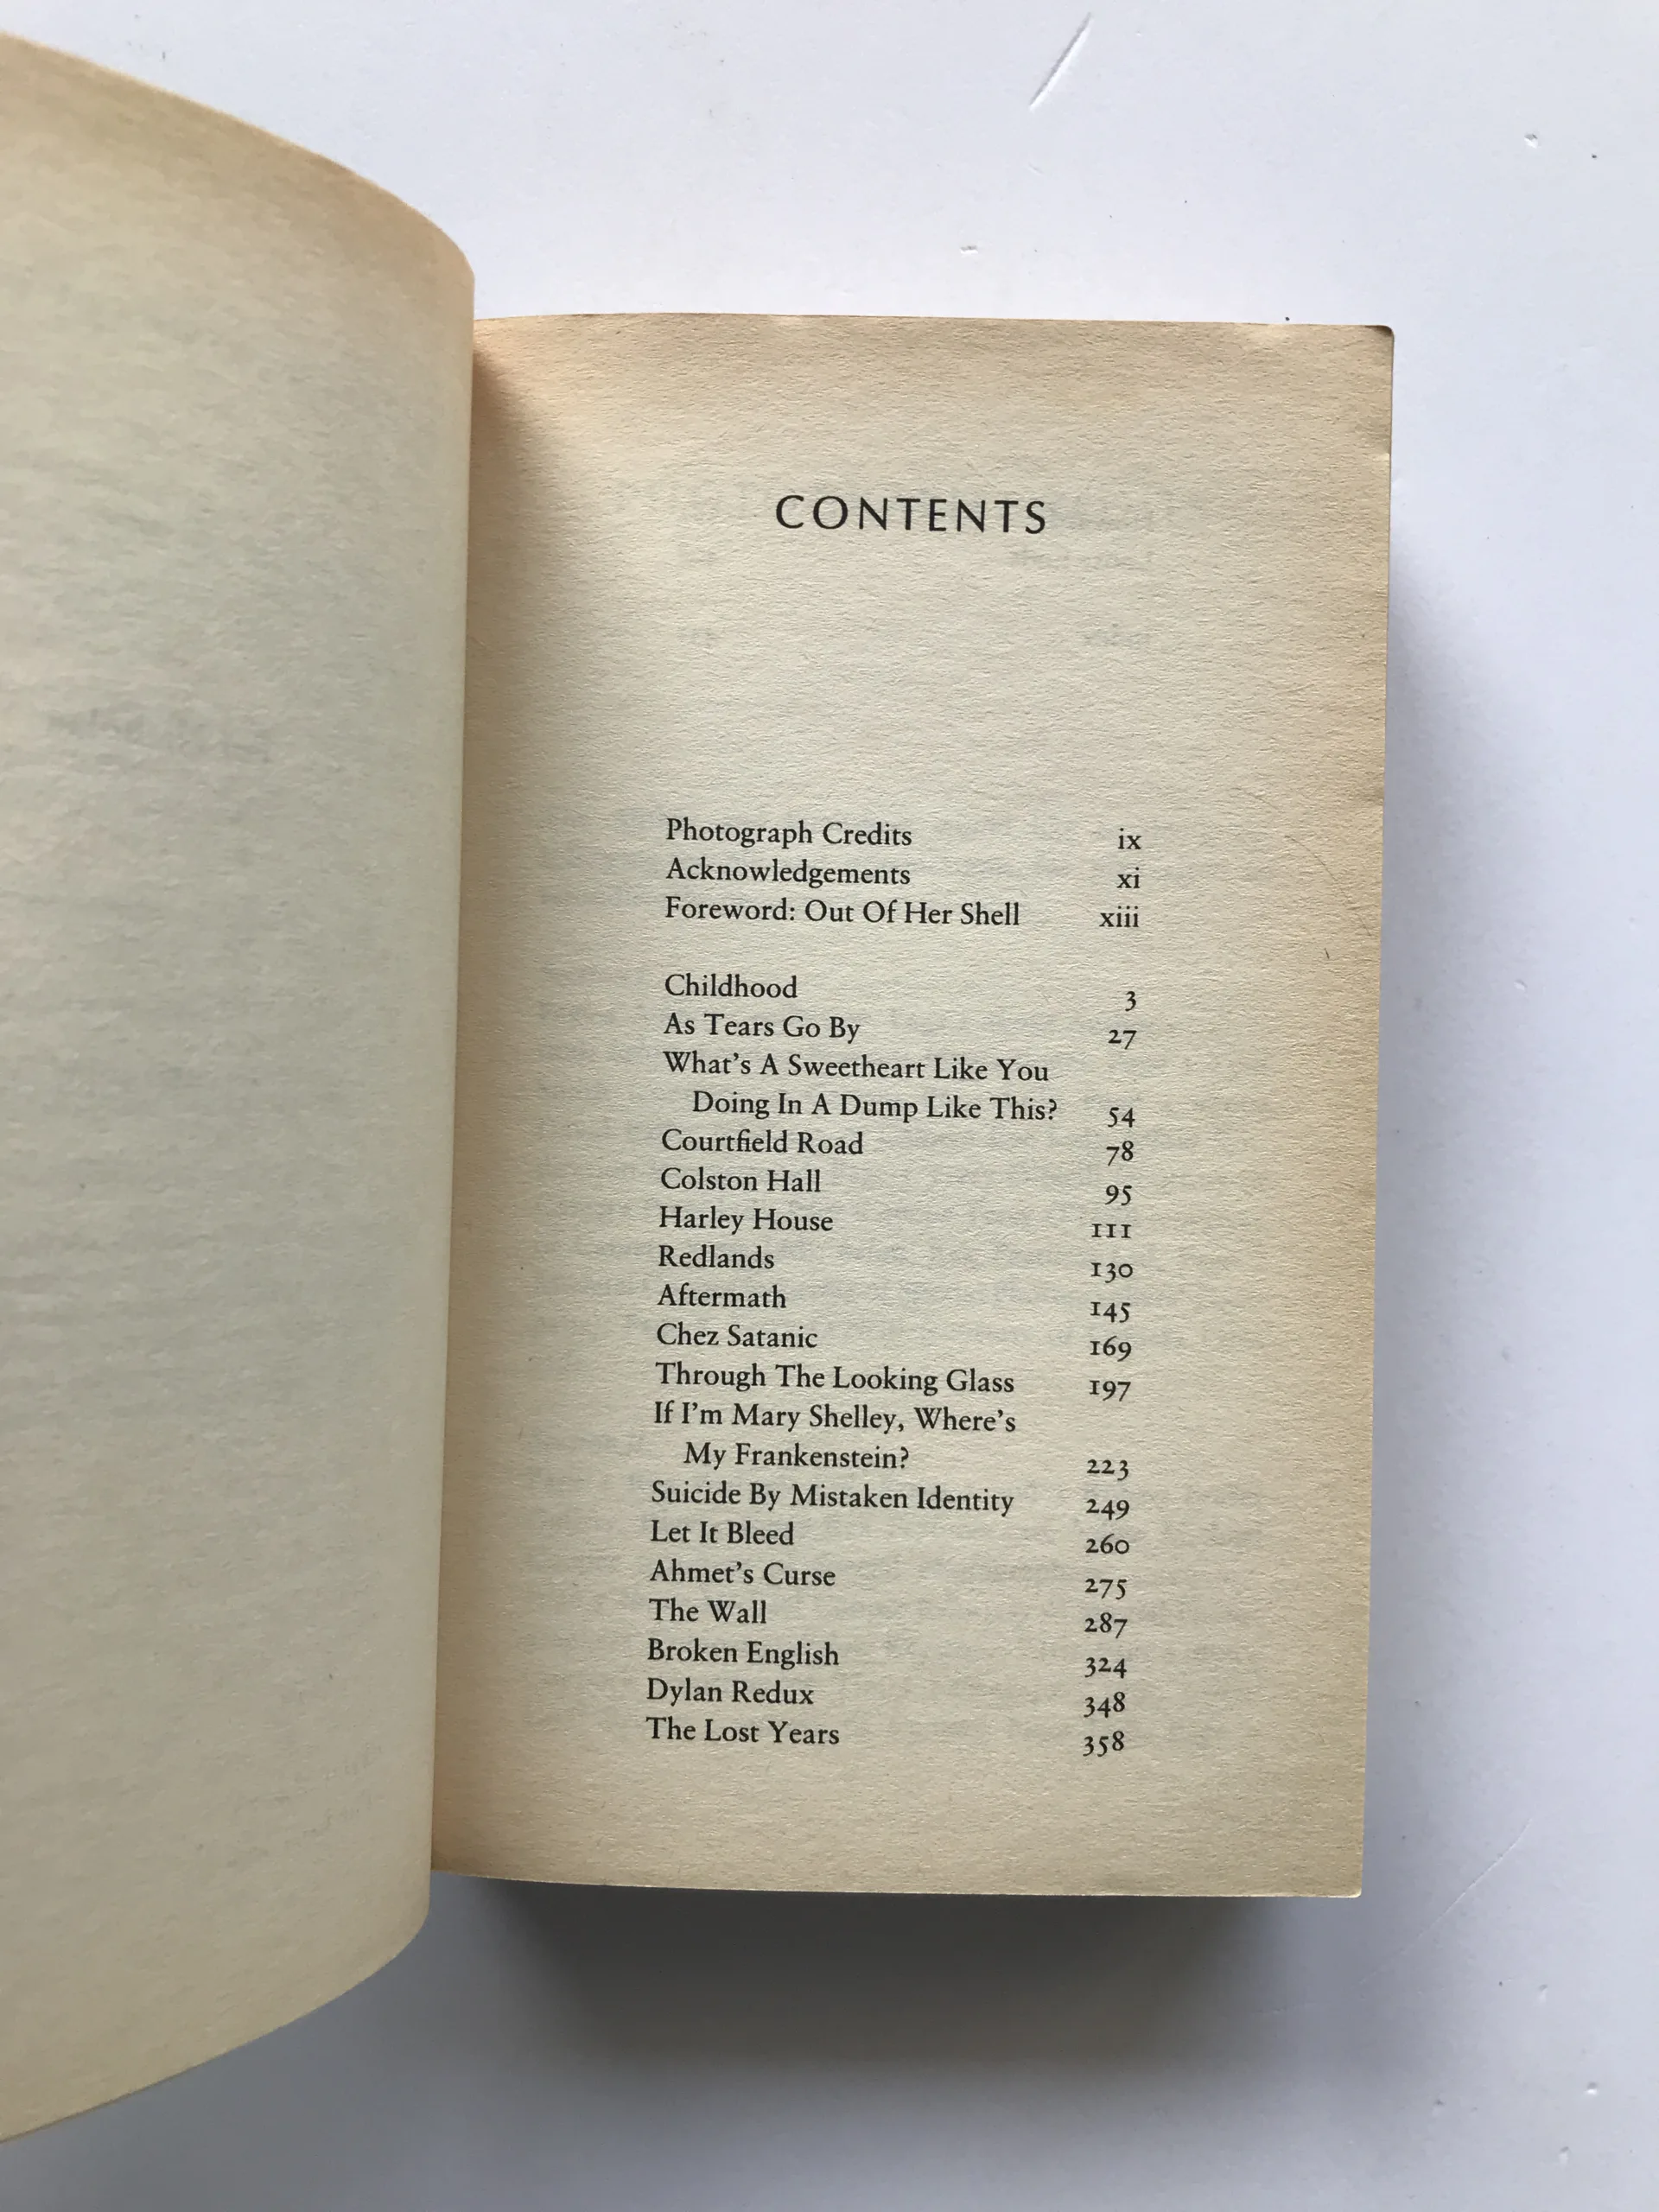 CONTENTS
Photograph Credits ix
Acknowledgements xi
Foreword: Out Of Her Shell xiii
Childhood 3
As Tears Go By 27
What's A Sweetheart Like You
Doing In A Dump Like This? 54
Courtfield Road 78
Colston Hall 95
Harley House 111
Redlands 130
Aftermath 145
Chez Satanic 169
Through The Looking Glass 197
If I'm Mary Shelley, Where's
My Frankenstein? 223
Suicide By Mistaken Identity 249
Let It Bleed 260
Ahmet's Curse 275
The Wall 287
Broken English 324
Dylan Redux 348
The Lost Years 358